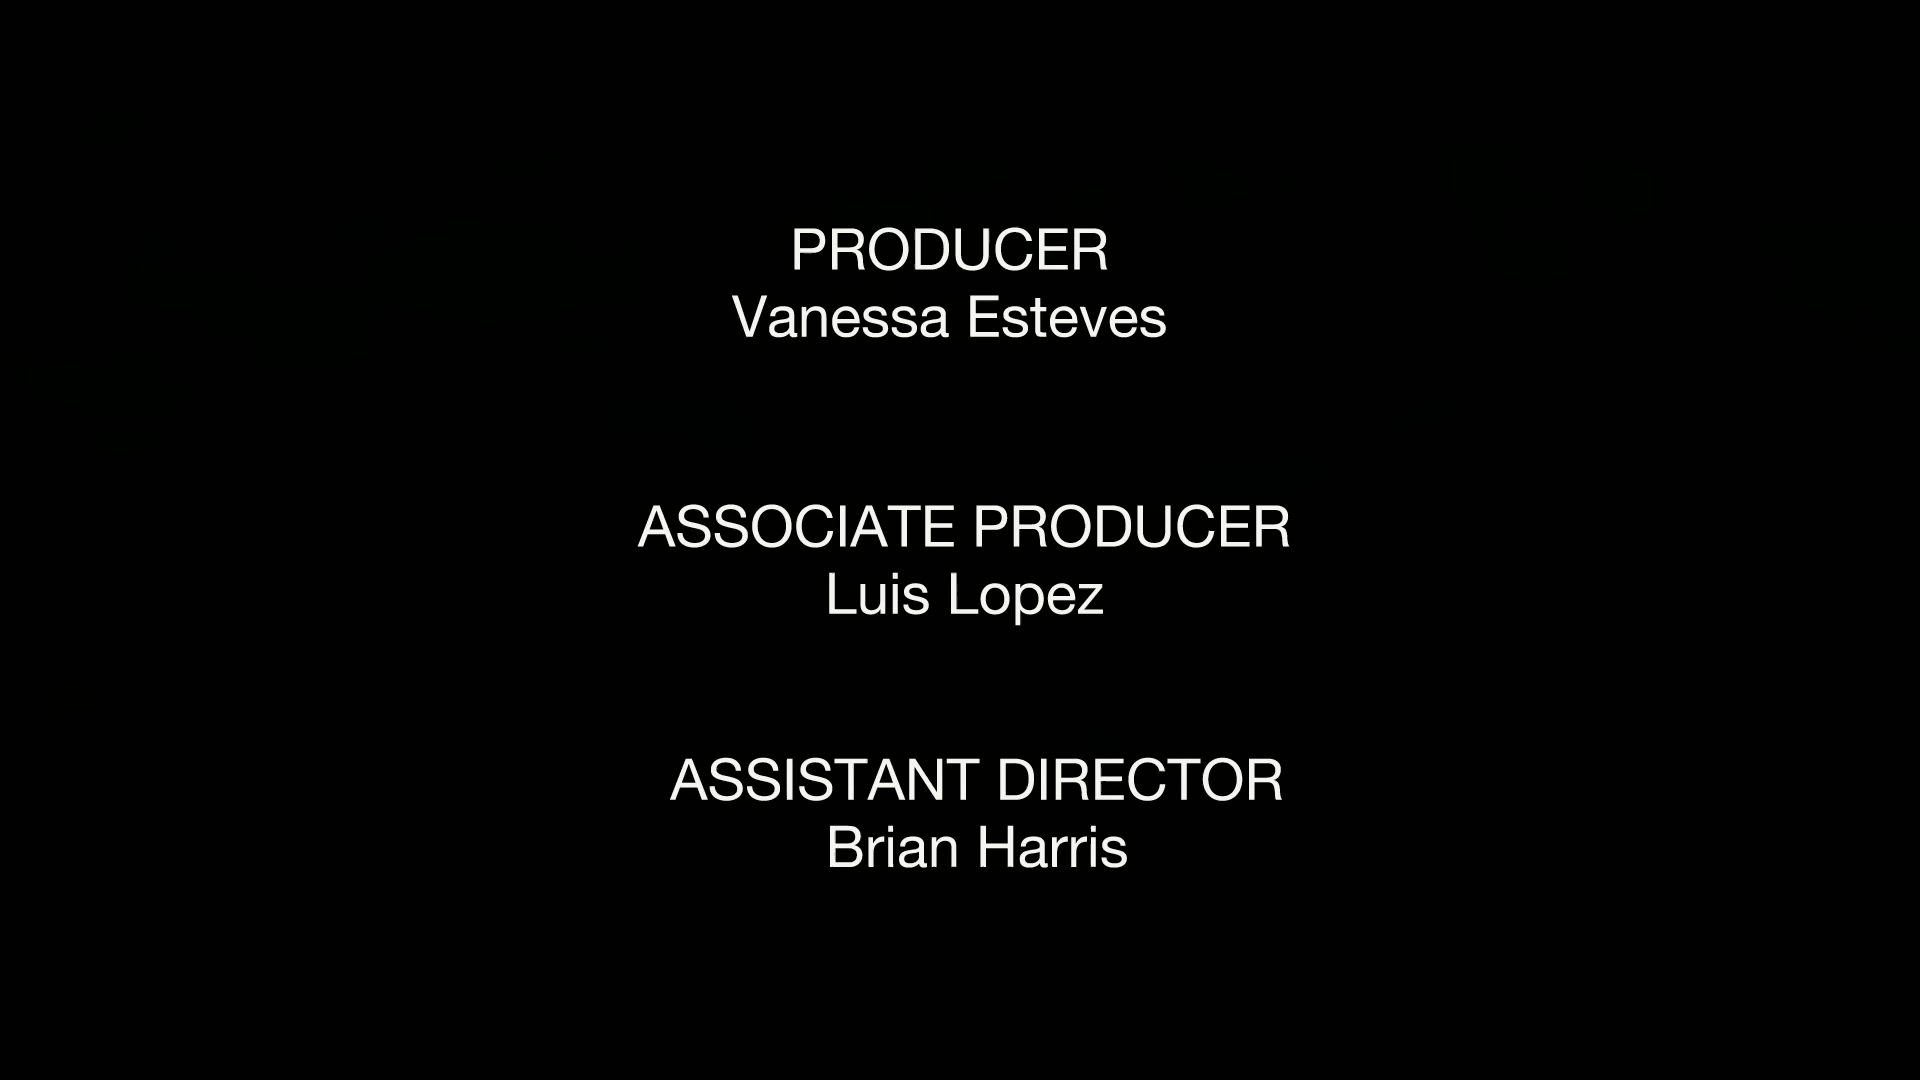 PRODUCER
Vanessa Esteves
ASSOCIATE PRODUCER
Luis Lopez
ASSISTANT DIRECTOR
Brian Harris